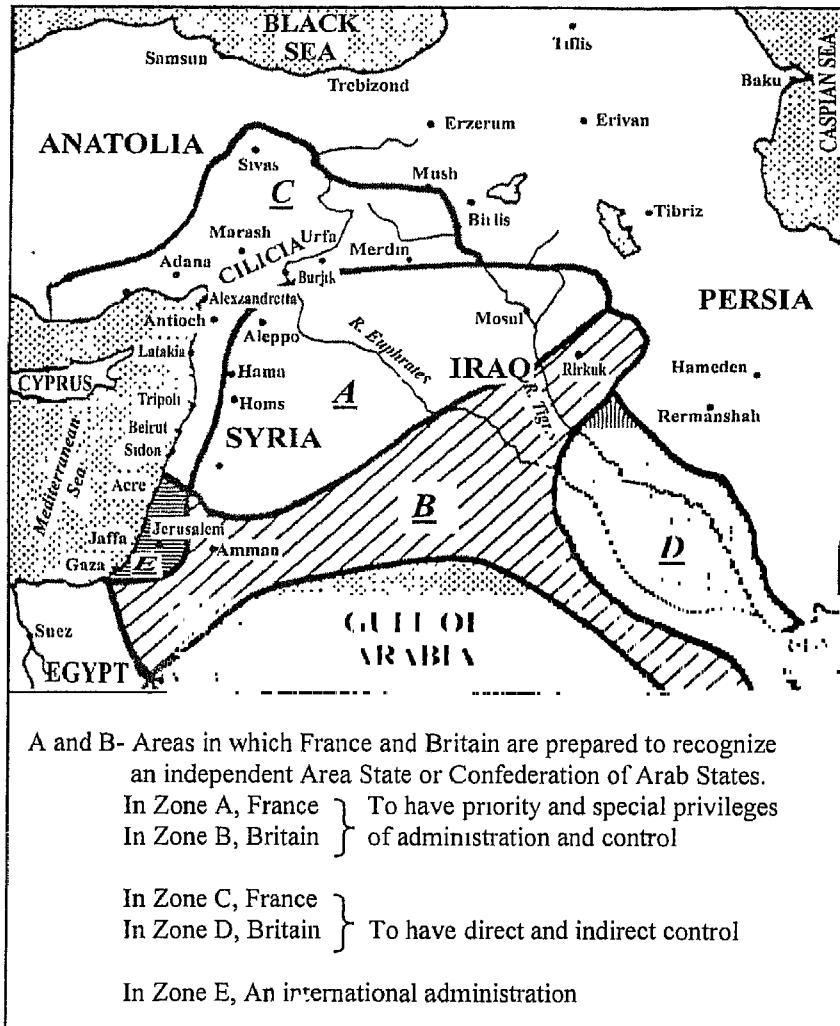 BLACK
SEA
Tiflis
CASPIAN SEA
Samsun
Trebizond
Baku
Erzerum
Erivan
ANATOLIA
Sivas
Mush
C
Bitlis
Tibriz
Marash
Urfa
Merdin
Adana
CILICIA
Burjik
PERSIA
Alexzandretta
Antioch
Mosul
Aleppo
R. Euphrates
Latakia
IRAQ
Rirkuk
Hameden
CYPRUS
Hama
A
R. Tigris
Tripoli
Homs
Rermanshah
Beirut
SYRIA
Sidon
Mediterranean
Sea
Acre
B
Jerusalem
Jaffa
Amman
D
Gaza
E
GULF OF
ARABIA
Suez
EGYPT
A and B- Areas in which France and Britain are prepared to recognize
an independent Area State or Confederation of Arab States.
In Zone A, France } To have priority and special privileges
In Zone B, Britain of administration and control
In Zone C, France
In Zone D, Britain } To have direct and indirect control
In Zone E, An international administration